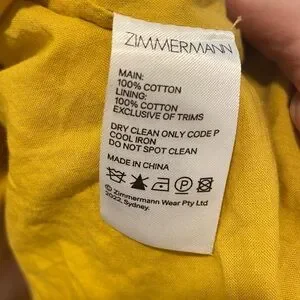 ZIMMERMANN
MAIN:
100% COTTON
LINING:
100% COTTON
EXCLUSIVE OF TRIMS
DRY CLEAN ONLY CODE P
COOL IRON
DO NOT SPOT CLEAN
MADE IN CHINA
P
© Zimmermann Wear Pty Ltd
2022, Sydney.